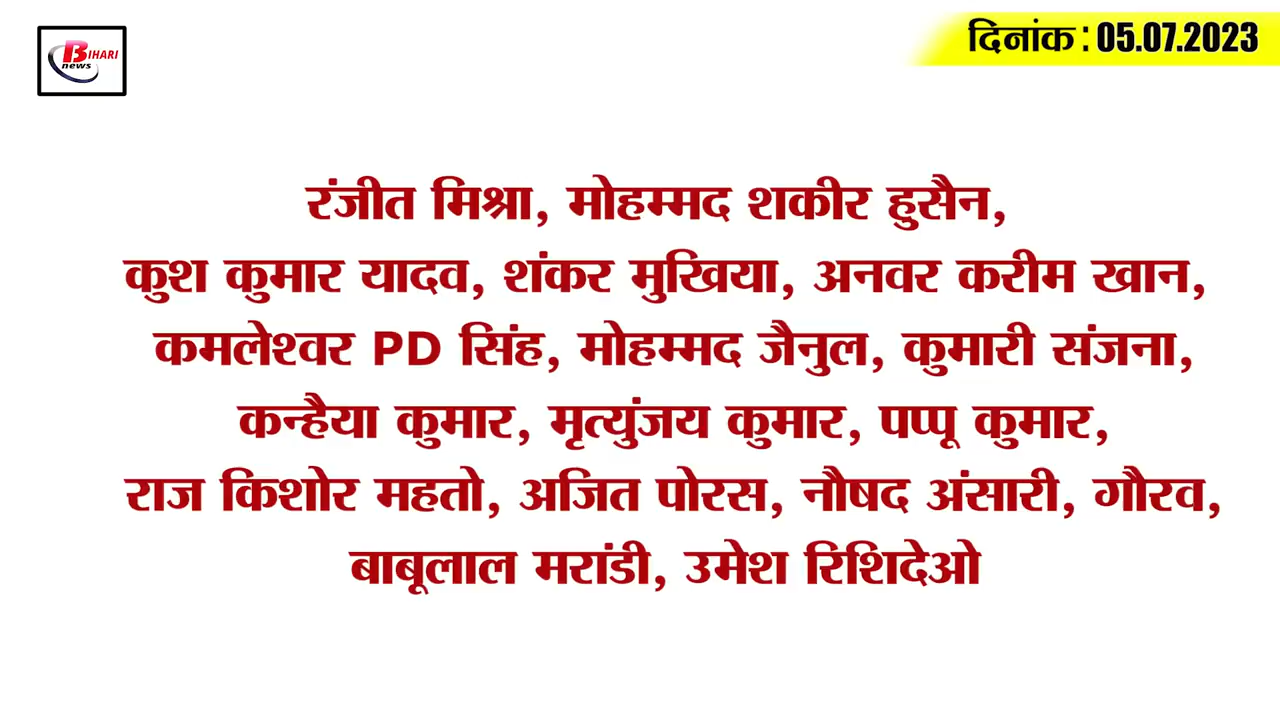 BIHARI
news
दिनांक : 05.07.2023
रंजीत मिश्रा, मोहम्मद शकीर हुसैन,
कुश कुमार यादव, शंकर मुखिया, अनवर करीम खान,
कमलेश्वर PD सिंह, मोहम्मद जैनुल, कुमारी संजना,
कन्हैया कुमार, मृत्युंजय कुमार, पप्पू कुमार,
राज किशोर महतो, अजित पोरस, नौषद अंसारी, गौरव,
बाबूलाल मरांडी, उमेश रिशिदेओ